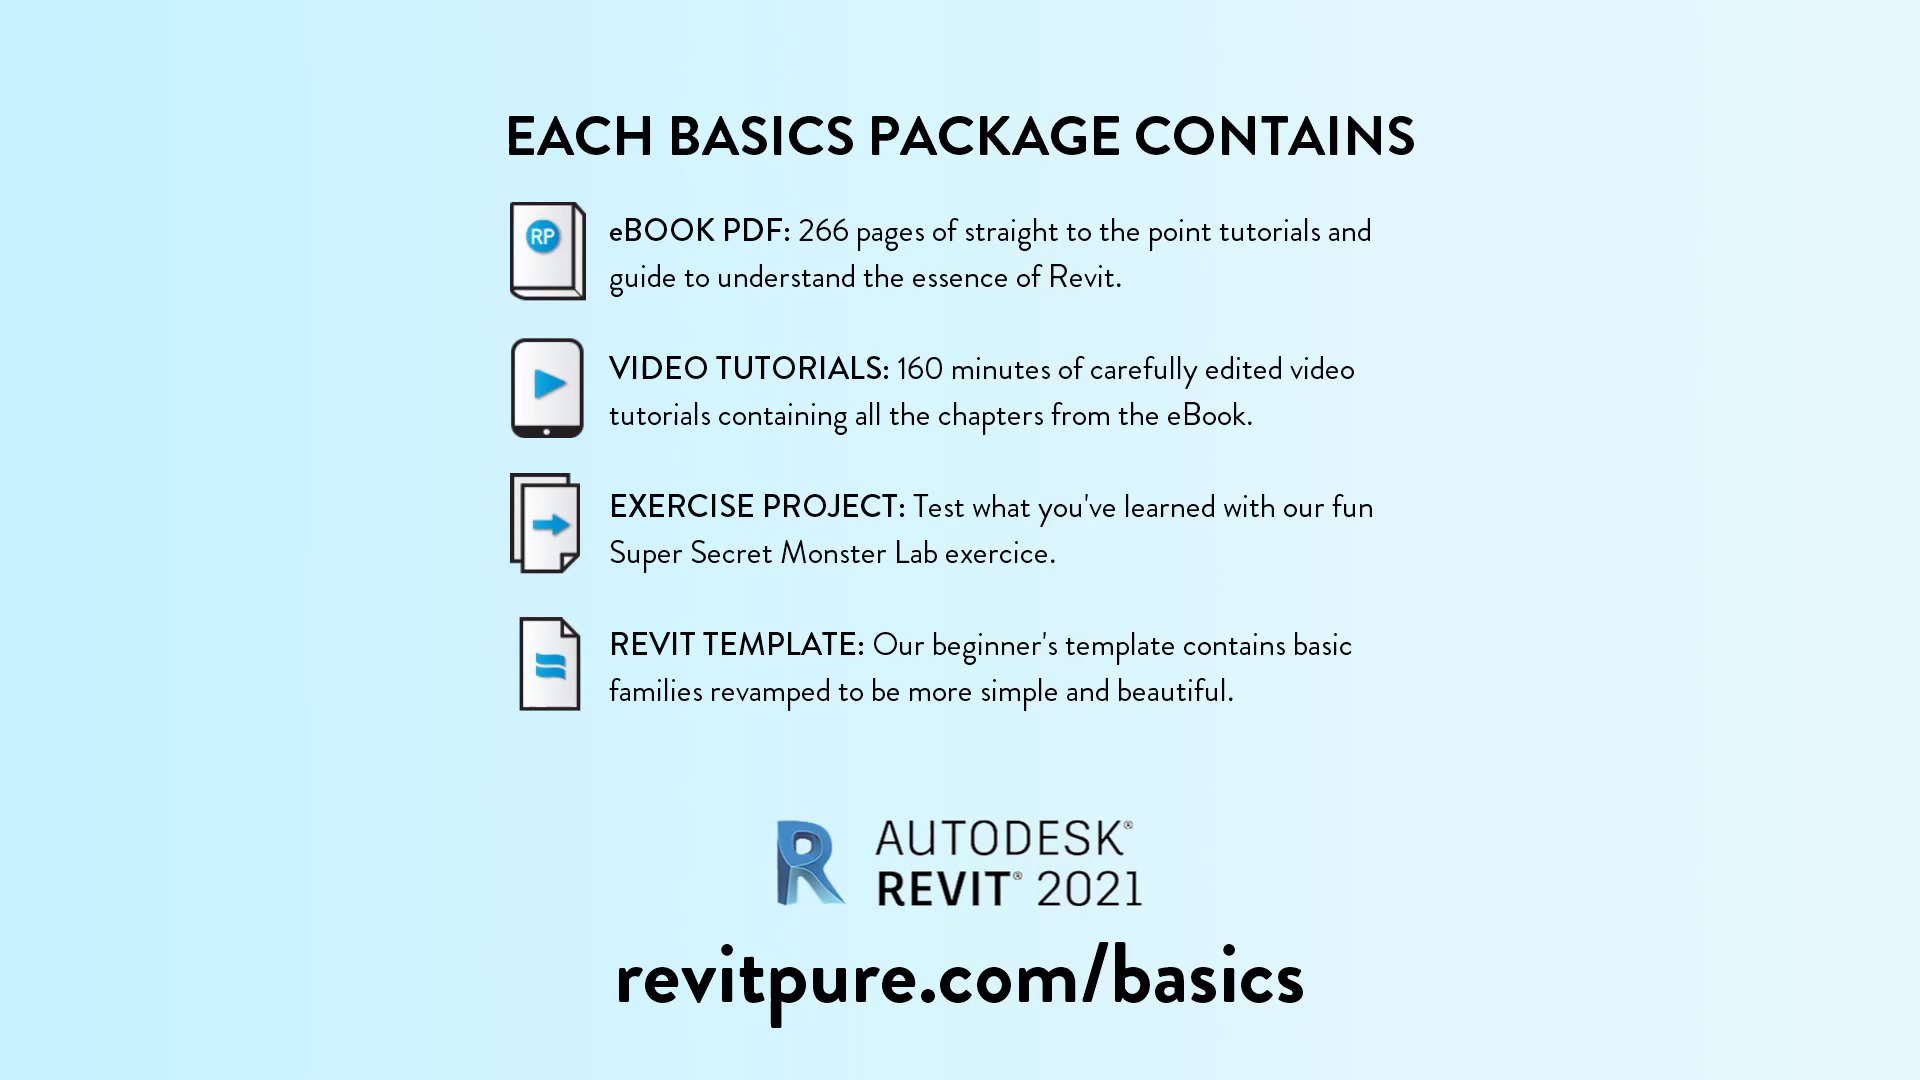 EACH BASICS PACKAGE CONTAINS
RP
eBOOK PDF: 266 pages of straight to the point tutorials and
guide to understand the essence of Revit.
VIDEO TUTORIALS: 160 minutes of carefully edited video
tutorials containing all the chapters from the eBook.
EXERCISE PROJECT: Test what you've learned with our fun
Super Secret Monster Lab exercice.
REVIT TEMPLATE: Our beginner's template contains basic
families revamped to be more simple and beautiful.
R AUTODESK®
REVIT® 2021
revitpure.com/basics